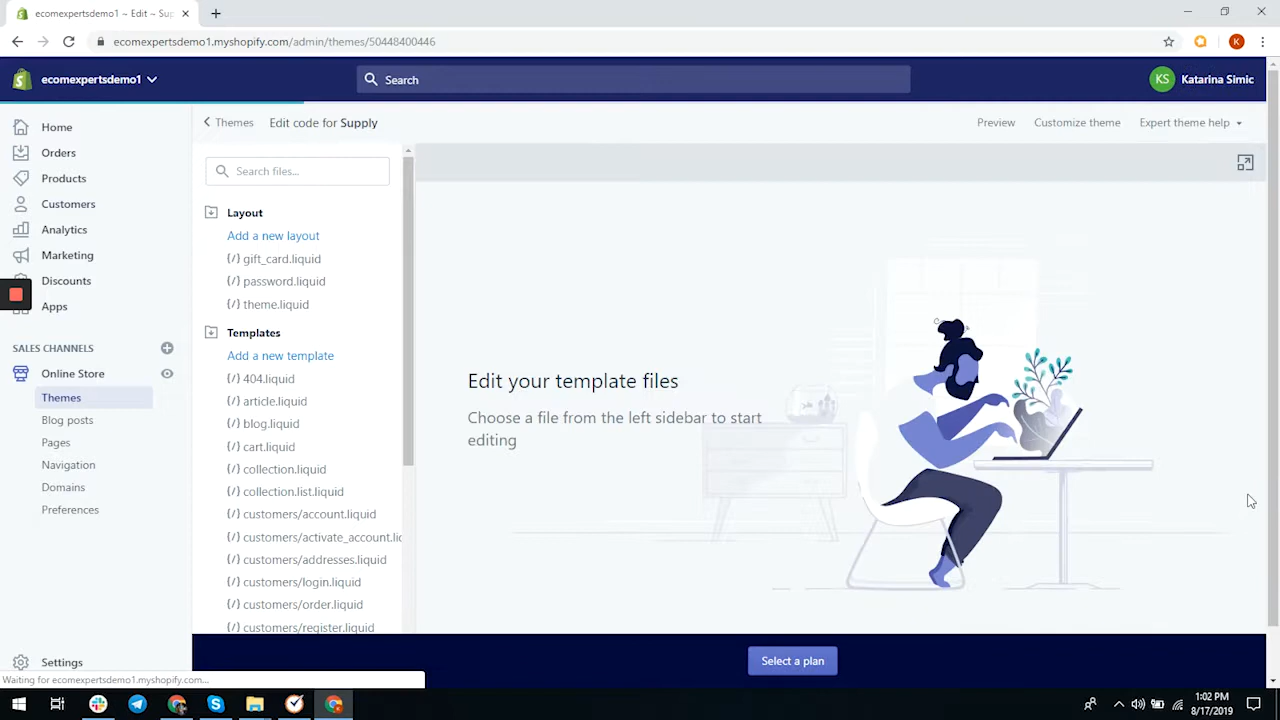 ecomexpertsdemo1 ~ Edit ~ Sup
ecomexpertsdemo1.myshopify.com/admin/themes/50448400446
K
ecomexpertsdemo1
Search
KS
Katarina Simic
Home
Orders
Products
Customers
Analytics
Marketing
Discounts
Apps
SALES CHANNELS
Online Store
Themes
Blog posts
Pages
Navigation
Domains
Preferences
Settings
Themes
Edit code for Supply
Preview
Customize theme
Expert theme help
Search files...
Layout
Add a new layout
{/} gift_card.liquid
{/} password.liquid
{/} theme.liquid
Templates
Add a new template
{/} 404.liquid
{/} article.liquid
{/} blog.liquid
{/} cart.liquid
{/} collection.liquid
{/} collection.list.liquid
{/} customers/account.liquid
{/} customers/activate_account.lic
{/} customers/addresses.liquid
{/} customers/login.liquid
{/} customers/order.liquid
{/} customers/register.liquid
Edit your template files
Choose a file from the left sidebar to start
editing
Select a plan
Waiting for ecomexpertsdemo1.myshopify.com...
1:02 PM
8/17/2019